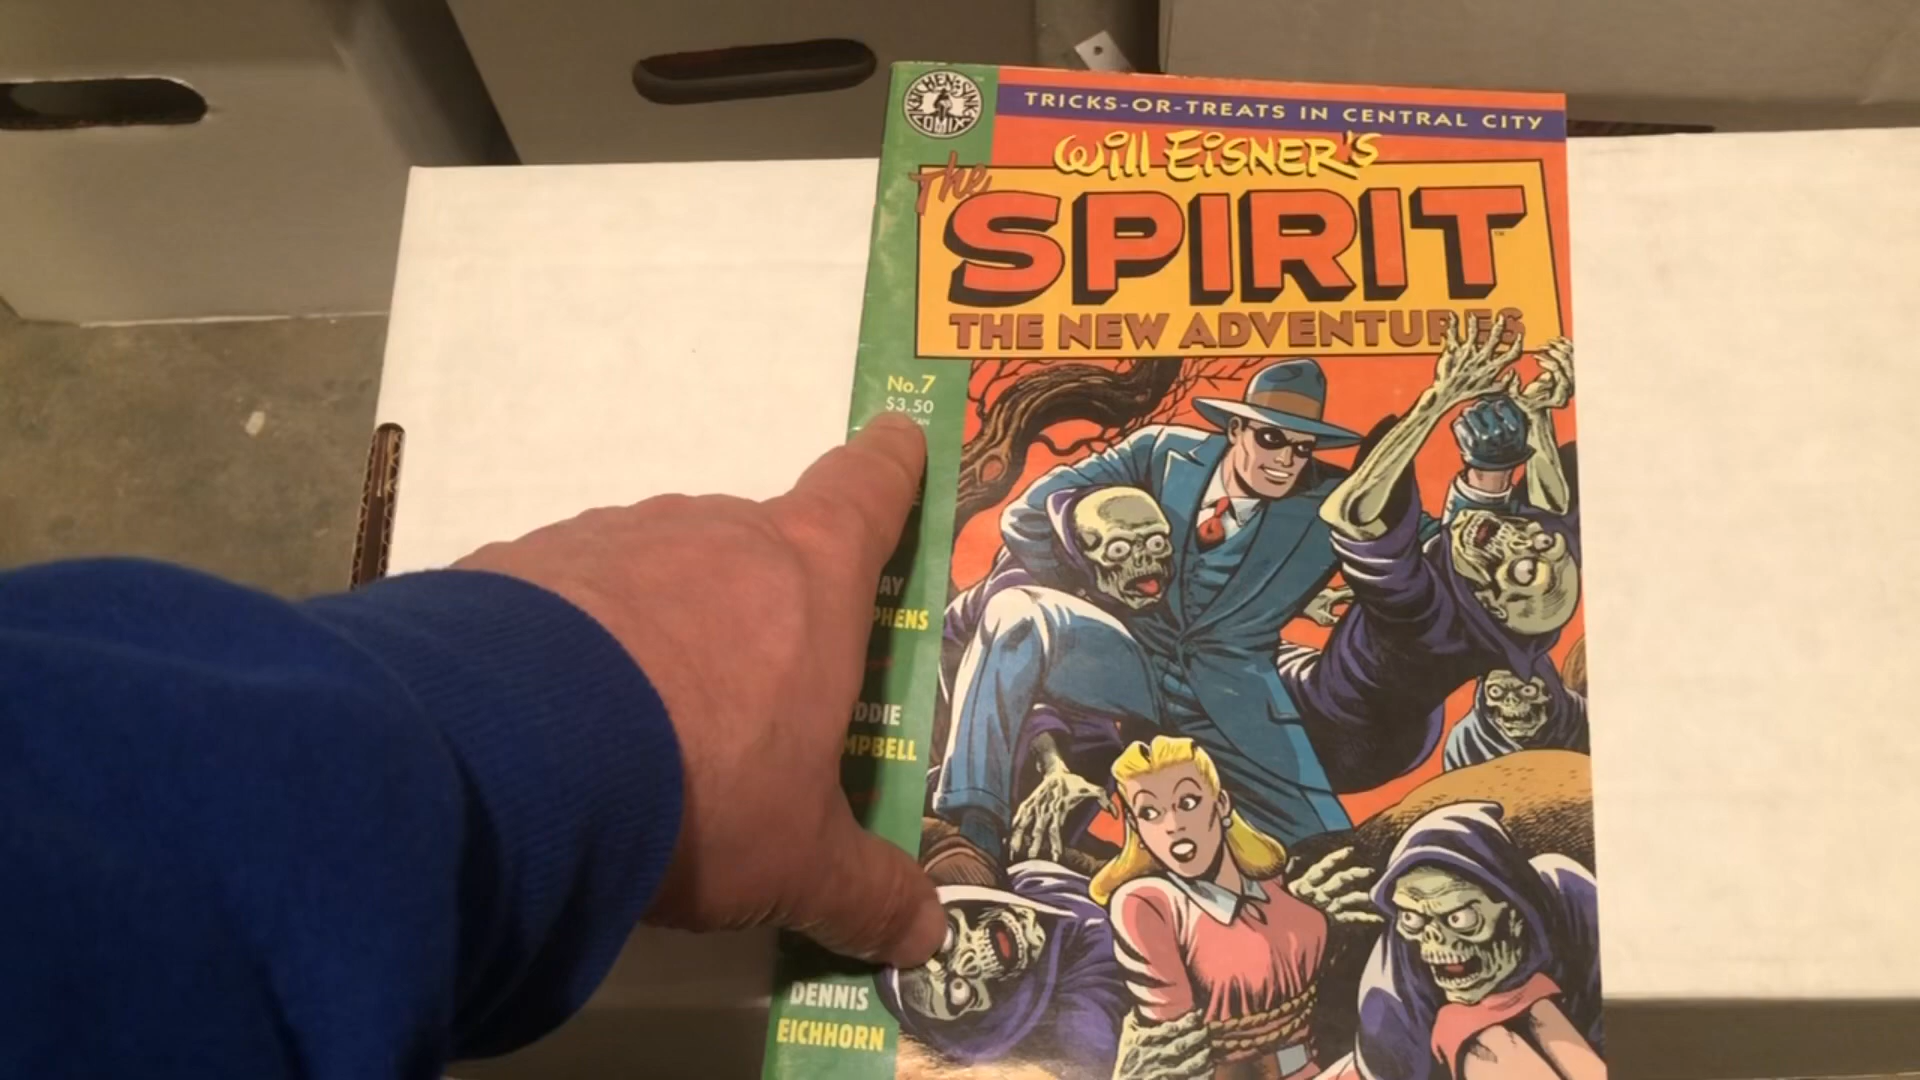 KITCHEN SINK
COMIX
TRICKS-OR-TREATS IN CENTRAL CITY
Will EiSNER'S
The
SPIRIT
THE NEW ADVENTURES
No.7
$3.50
AY
PHENS
DDIE
MPBELL
DENNIS
EICHHORN